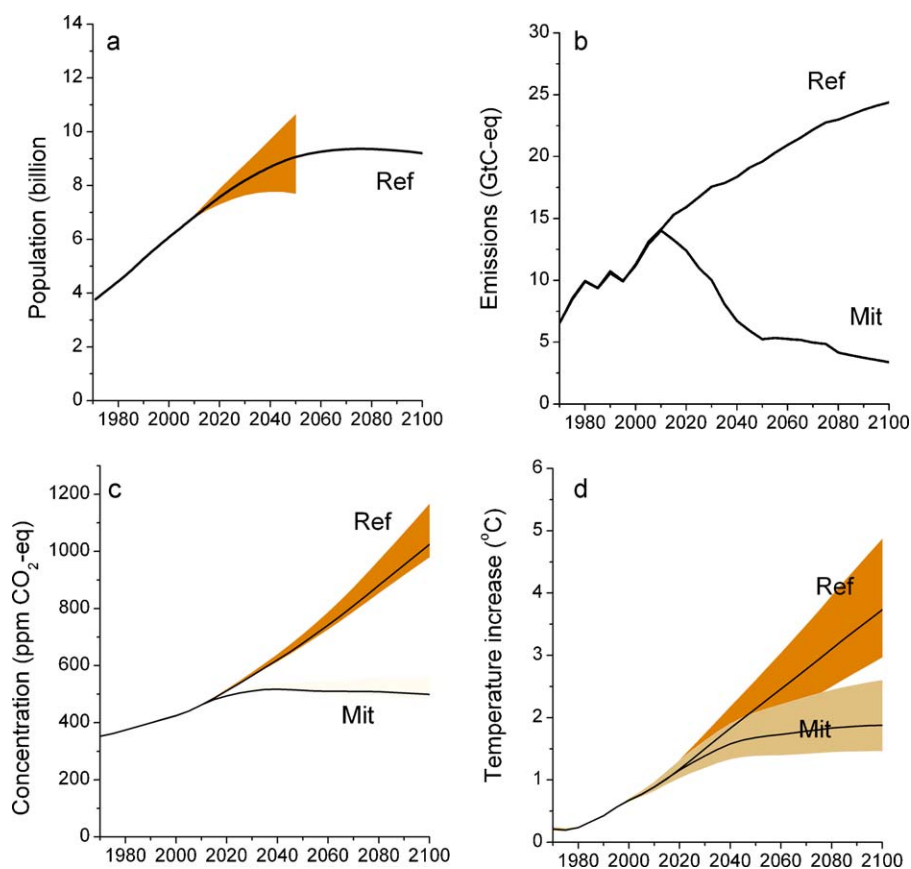 a
Population (billion
14
12
10
8
6
4
2
0
Ref
1980 2000 2020 2040 2060 2080 2100
b
Emissions (GtC-eq)
30
25
20
15
10
5
0
Ref
Mit
1980 2000 2020 2040 2060 2080 2100
c
Concentration (ppm CO₂-eq)
1200
1000
800
600
400
200
0
Ref
Mit
1980 2000 2020 2040 2060 2080 2100
d
Temperature increase (°C)
6
5
4
3
2
1
0
Ref
Mit
1980 2000 2020 2040 2060 2080 2100